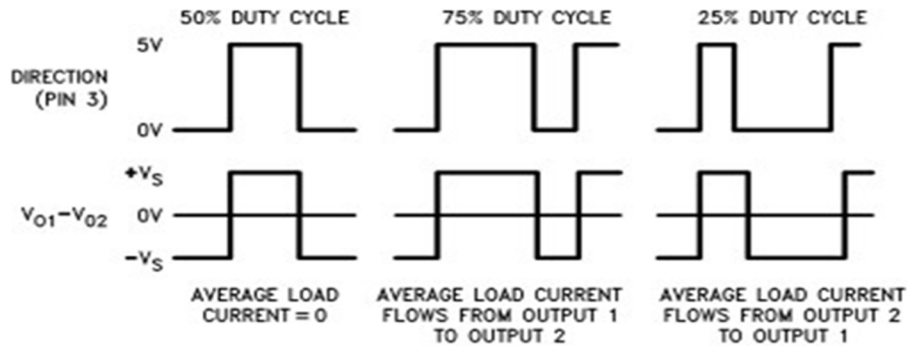 50% DUTY CYCLE
75% DUTY CYCLE
25% DUTY CYCLE
DIRECTION
(PIN 3)
5V
0V
VO1–VO2
+VS
0V
–VS
AVERAGE LOAD
CURRENT = 0
AVERAGE LOAD CURRENT
FLOWS FROM OUTPUT 1
TO OUTPUT 2
AVERAGE LOAD CURRENT
FLOWS FROM OUTPUT 2
TO OUTPUT 1